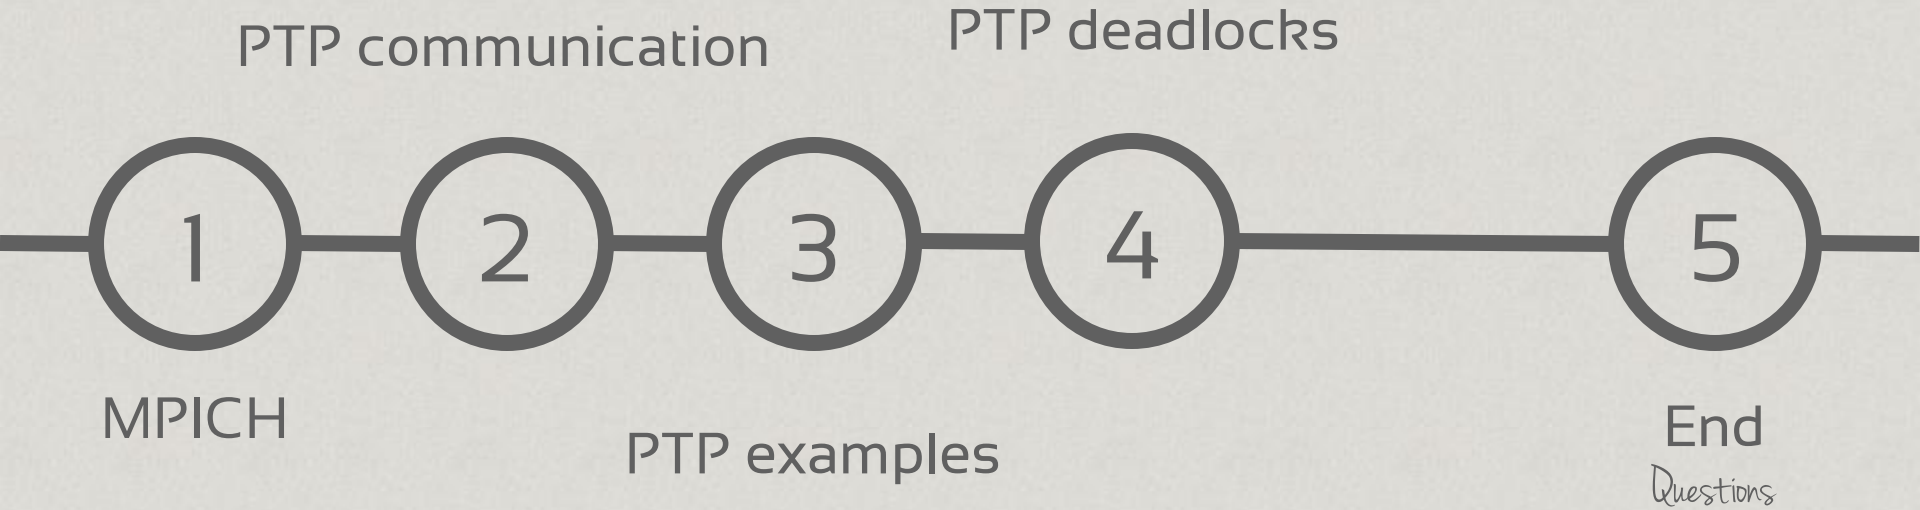 PTP communication
PTP deadlocks
1
2
3
4
5
MPICH
PTP examples
End
Questions